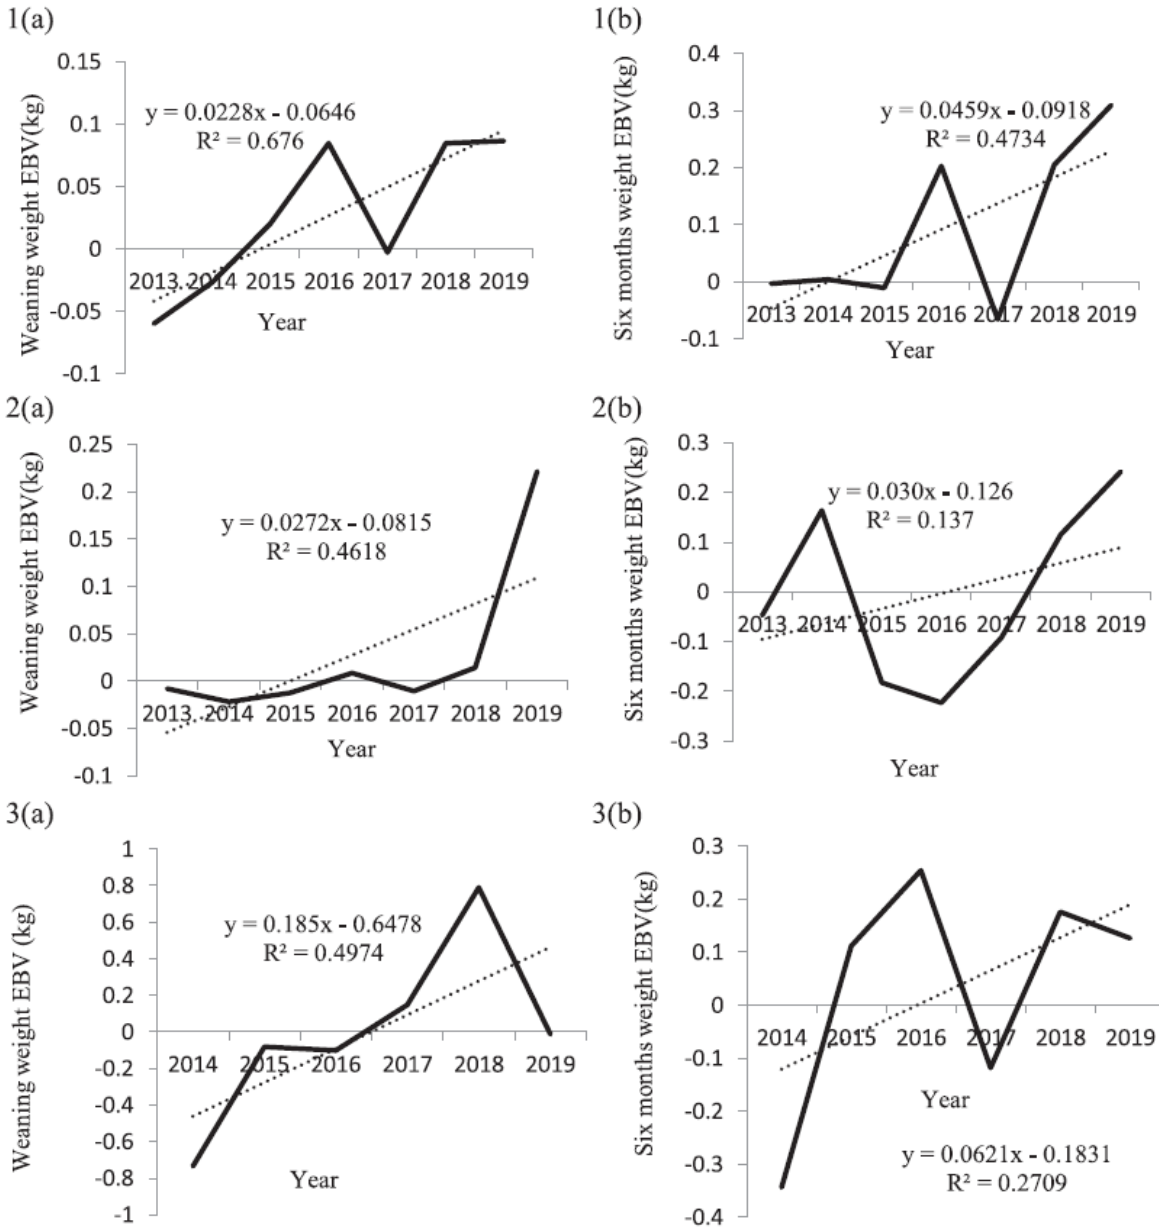 1(a)
Weaning weight EBV(kg)
0.15
0.1
0.05
0
-0.05
-0.1
y = 0.0228x - 0.0646
R² = 0.676
2013 2014 2015 2016 2017 2018 2019
Year
1(b)
Six months weight EBV(kg)
0.4
0.3
0.2
0.1
0
-0.1
y = 0.0459x - 0.0918
R² = 0.4734
2013 2014 2015 2016 2017 2018 2019
Year
2(a)
Weaning weight EBV(kg)
0.25
0.2
0.15
0.1
0.05
0
-0.05
-0.1
y = 0.0272x - 0.0815
R² = 0.4618
2013 2014 2015 2016 2017 2018 2019
Year
2(b)
Six months weight EBV(kg)
0.3
0.2
0.1
0
-0.1
-0.2
-0.3
y = 0.030x - 0.126
R² = 0.137
2013 2014 2015 2016 2017 2018 2019
Year
3(a)
Weaning weight EBV (kg)
1
0.8
0.6
0.4
0.2
0
-0.2
-0.4
-0.6
-0.8
-1
y = 0.185x - 0.6478
R² = 0.4974
2014 2015 2016 2017 2018 2019
Year
3(b)
Six months weight EBV(kg)
0.3
0.2
0.1
0
-0.1
-0.2
-0.3
-0.4
2014 2015 2016 2017 2018 2019
Year
y = 0.0621x - 0.1831
R² = 0.2709